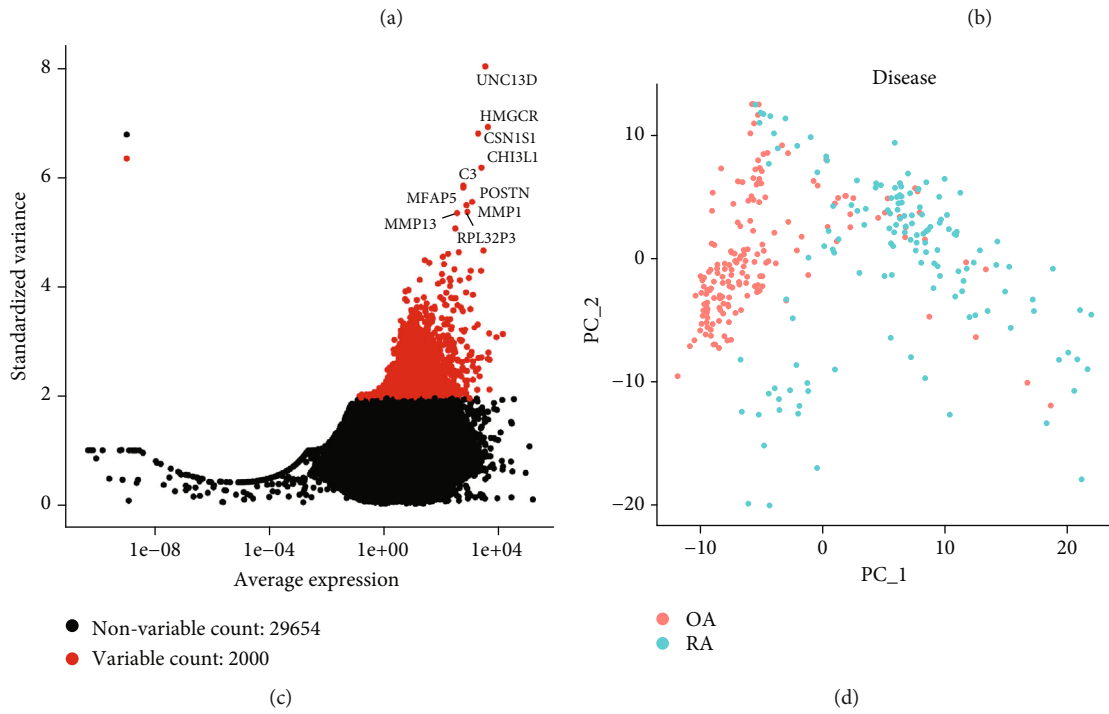 (a)
(b)
8
6
4
2
0
Standardized variance
UNC13D
HMGCR
CSN1S1
CHI3L1
C3
MFAP5
POSTN
MMP13
MMP1
RPL32P3
1e−08
1e−04
1e+00
1e+04
Average expression
Non-variable count: 29654
Variable count: 2000
(c)
Disease
10
0
−10
−20
PC_2
−10
0
10
20
PC_1
OA
RA
(d)